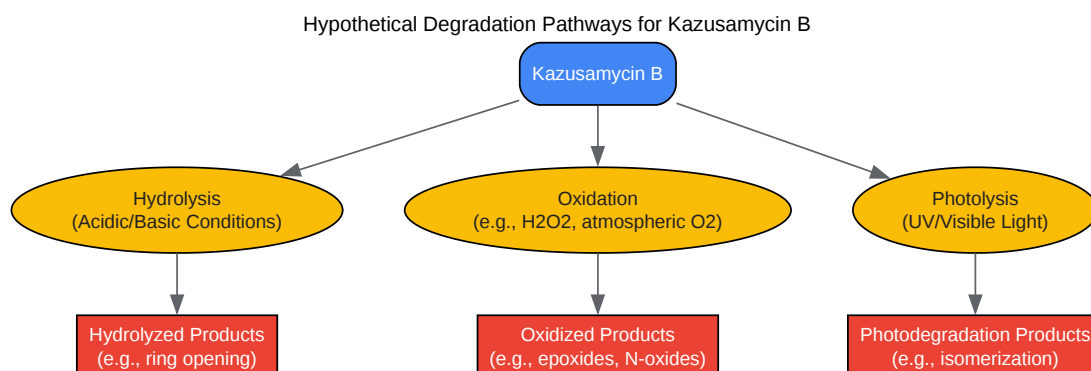 Hypothetical Degradation Pathways for Kazusamycin B
Kazusamycin B
Hydrolysis
(Acidic/Basic Conditions)
Oxidation
(e.g., H2O2, atmospheric O2)
Photolysis
(UV/Visible Light)
Hydrolyzed Products
(e.g., ring opening)
Oxidized Products
(e.g., epoxides, N-oxides)
Photodegradation Products
(e.g., isomerization)